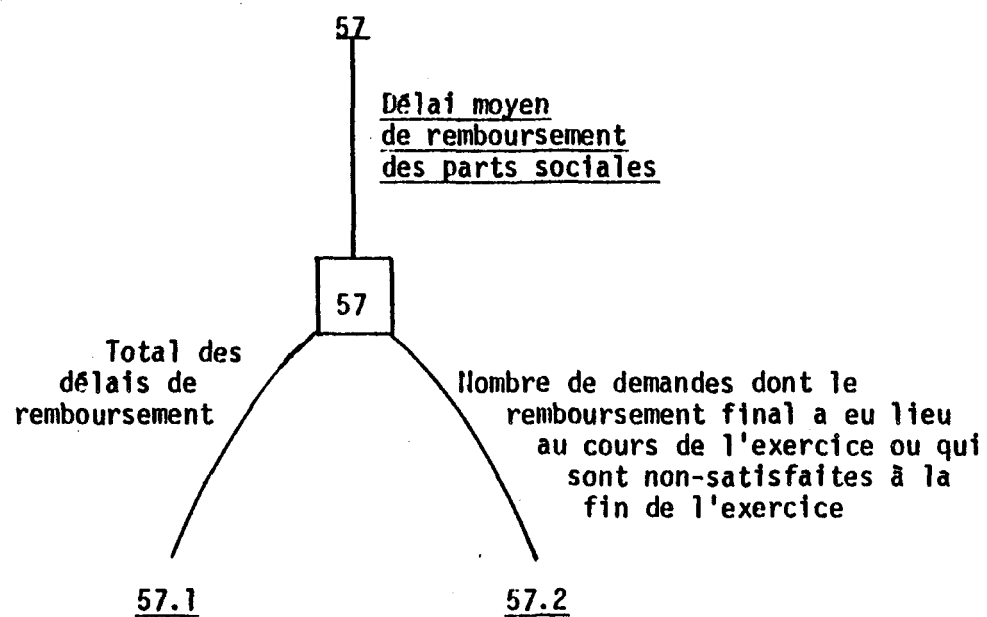 57
Délai moyen
de remboursement
des parts sociales
57
Total des
délais de
remboursement
Nombre de demandes dont le
remboursement final a eu lieu
au cours de l'exercice ou qui
sont non-satisfaites à la
fin de l'exercice
57.1
57.2